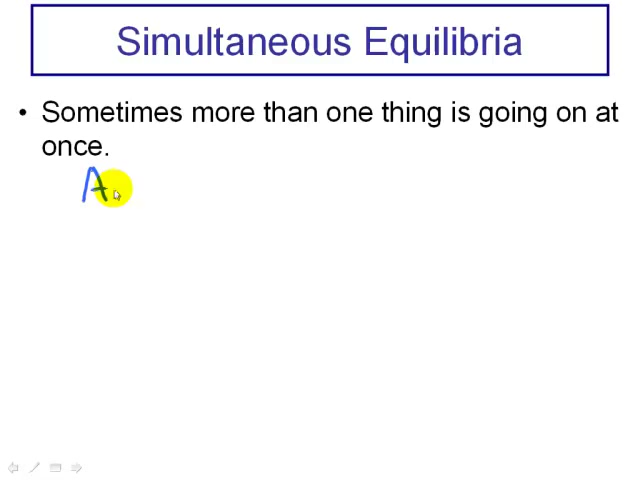 Simultaneous Equilibria
• Sometimes more than one thing is going on at
once.
A